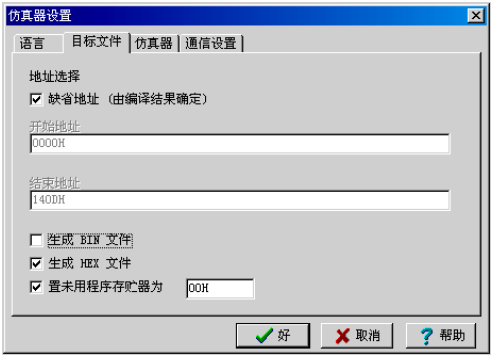 仿真器设置
语言 目标文件 仿真器 通信设置
地址选择
缺省地址 (由编译结果确定)
开始地址
0000H
结束地址
140DH
生成 BIN 文件
生成 HEX 文件
置未用程序存贮器为 00H
好 取消 ? 帮助